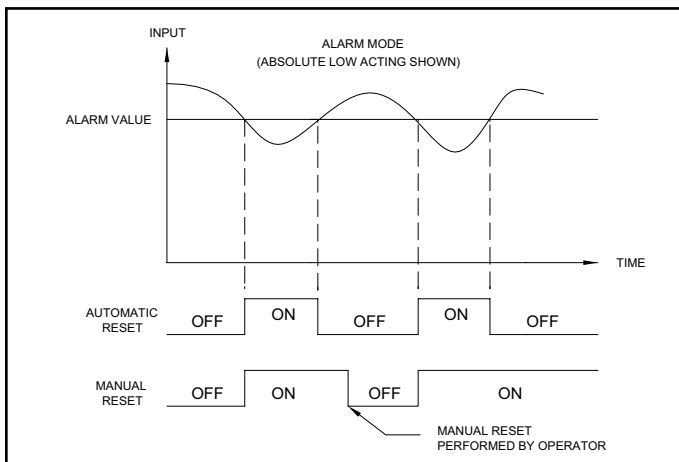 INPUT
ALARM MODE
(ABSOLUTE LOW ACTING SHOWN)
ALARM VALUE
TIME
AUTOMATIC
RESET
OFF
ON
OFF
ON
OFF
MANUAL
RESET
OFF
ON
OFF
ON
MANUAL RESET
PERFORMED BY OPERATOR